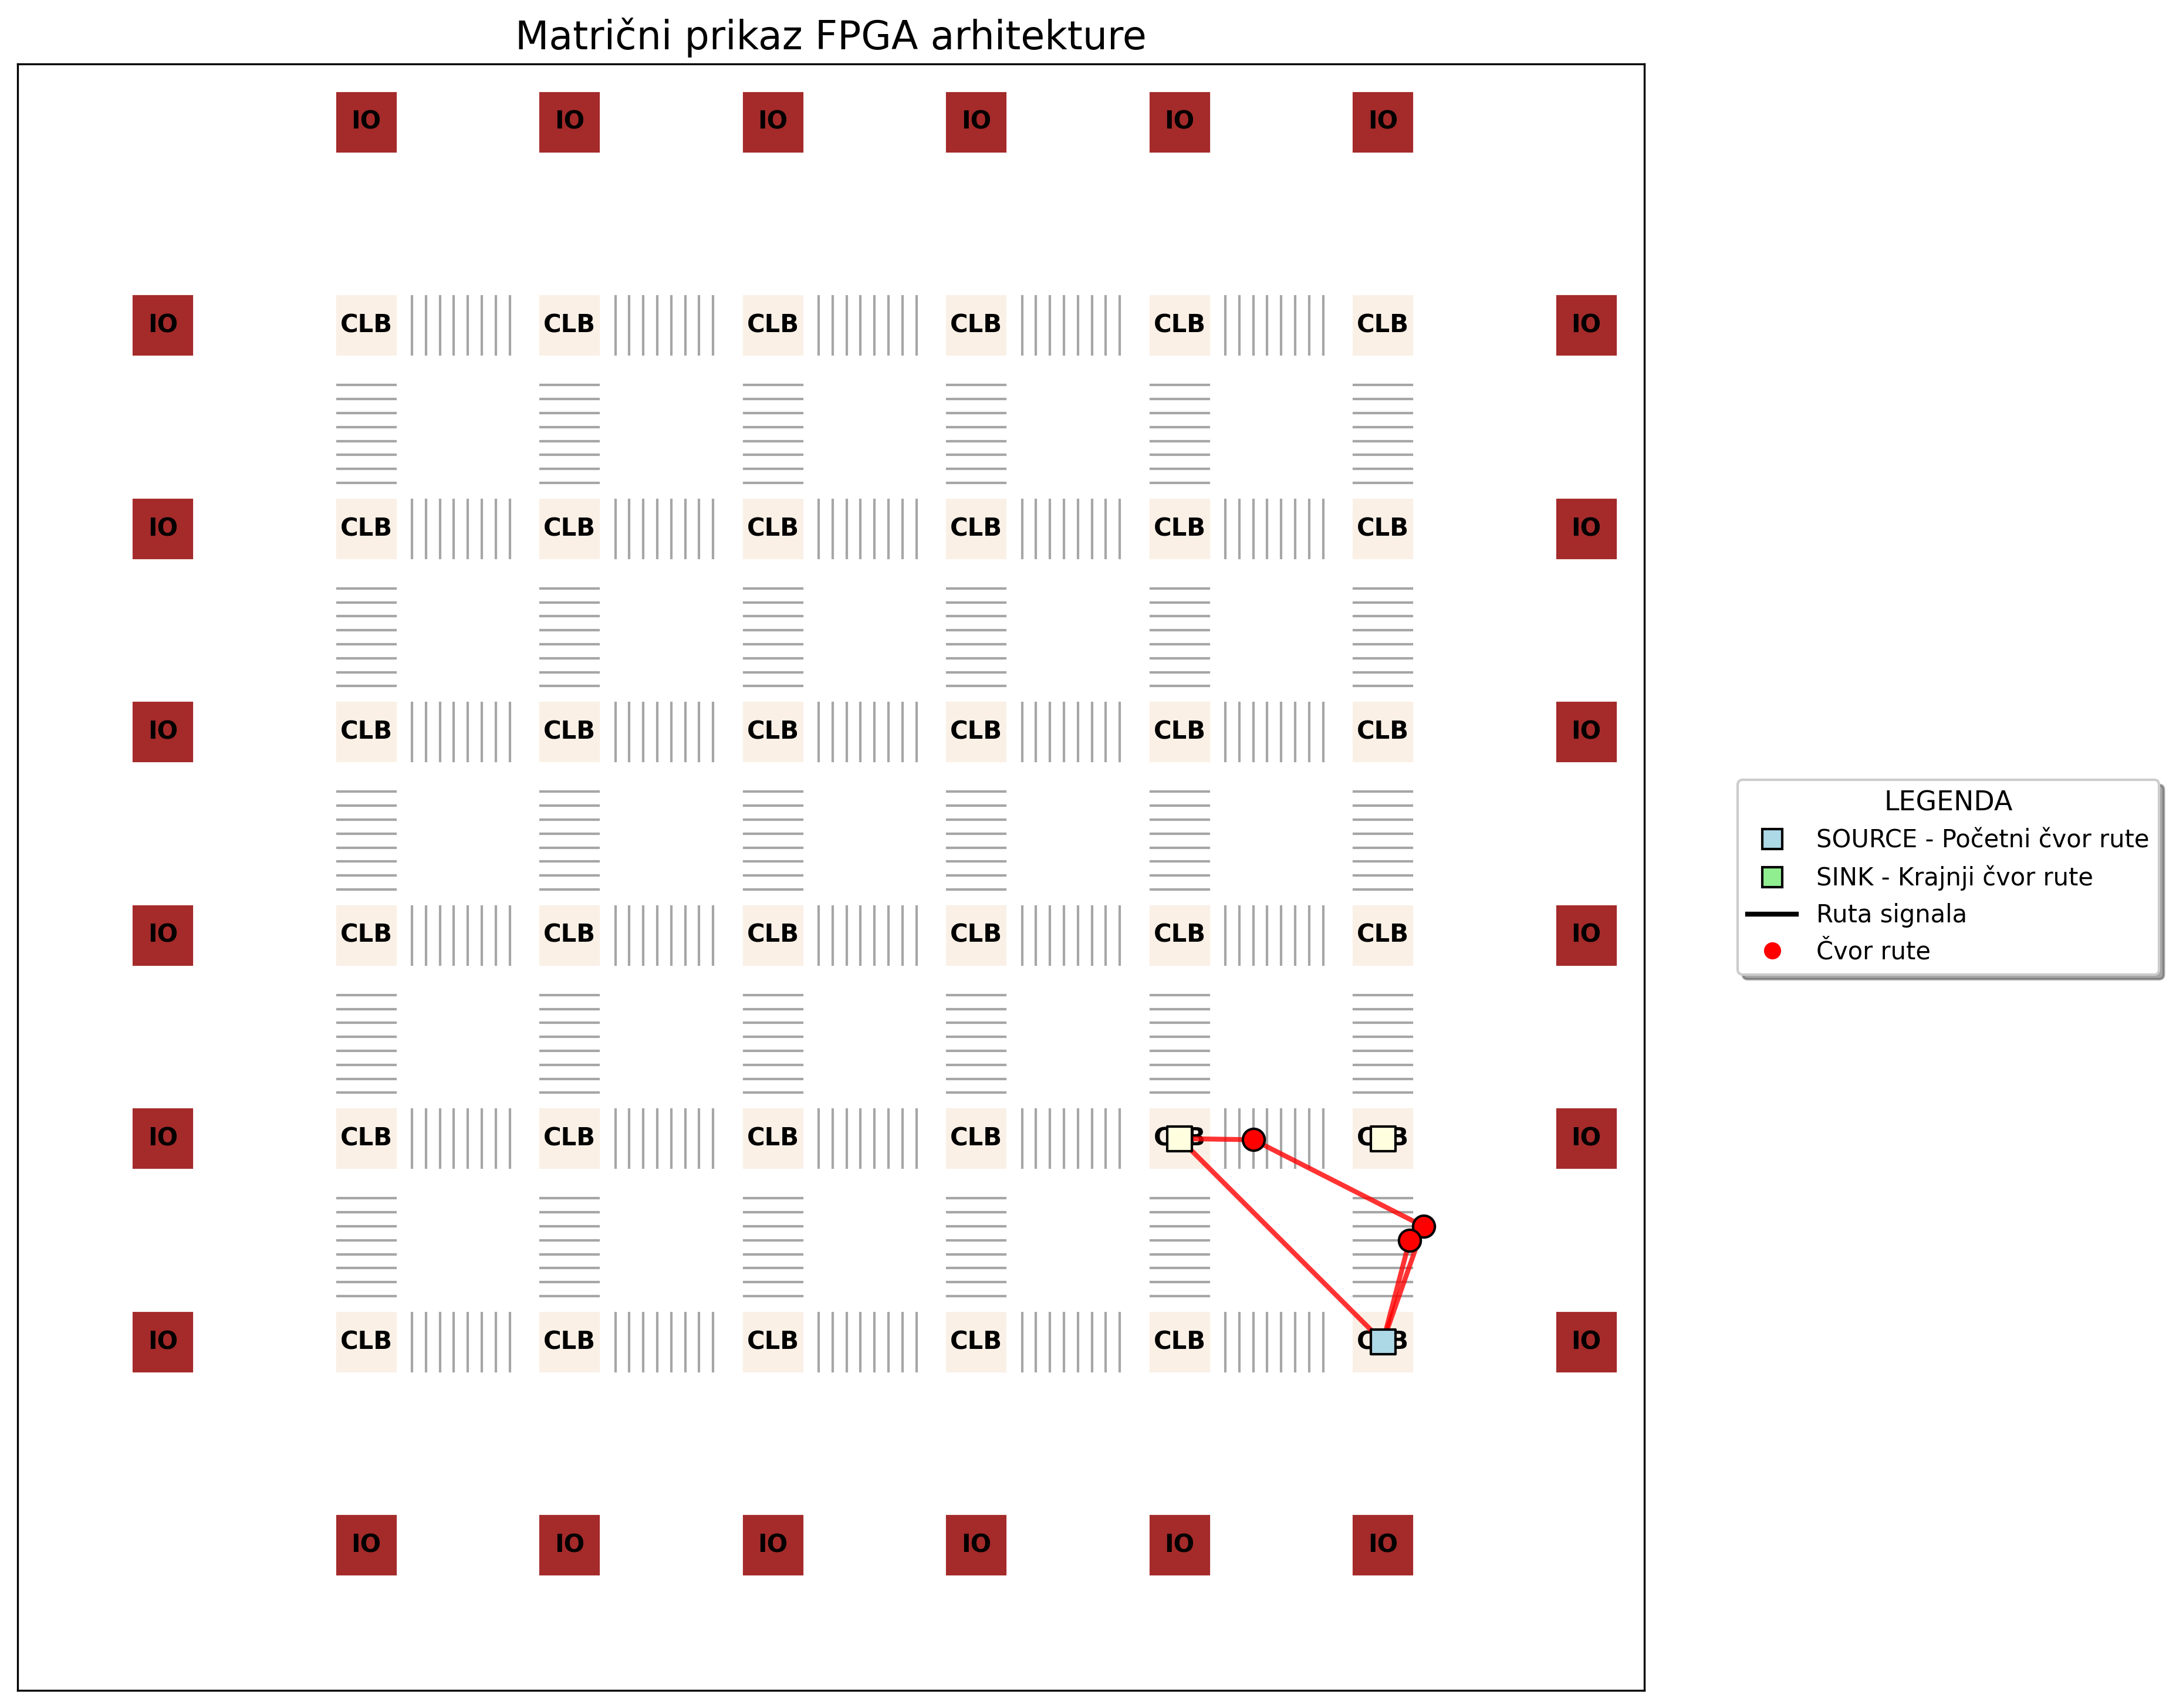 Matrični prikaz FPGA arhitekture
IO IO IO IO IO IO
IO CLB CLB CLB CLB CLB CLB IO
IO CLB CLB CLB CLB CLB CLB IO
IO CLB CLB CLB CLB CLB CLB IO
IO CLB CLB CLB CLB CLB CLB IO
IO CLB CLB CLB CLB CLB CLB IO
IO CLB CLB CLB CLB CLB CLB IO
IO IO IO IO IO IO
LEGENDA
SOURCE - Početni čvor rute
SINK - Krajnji čvor rute
Ruta signala
Čvor rute